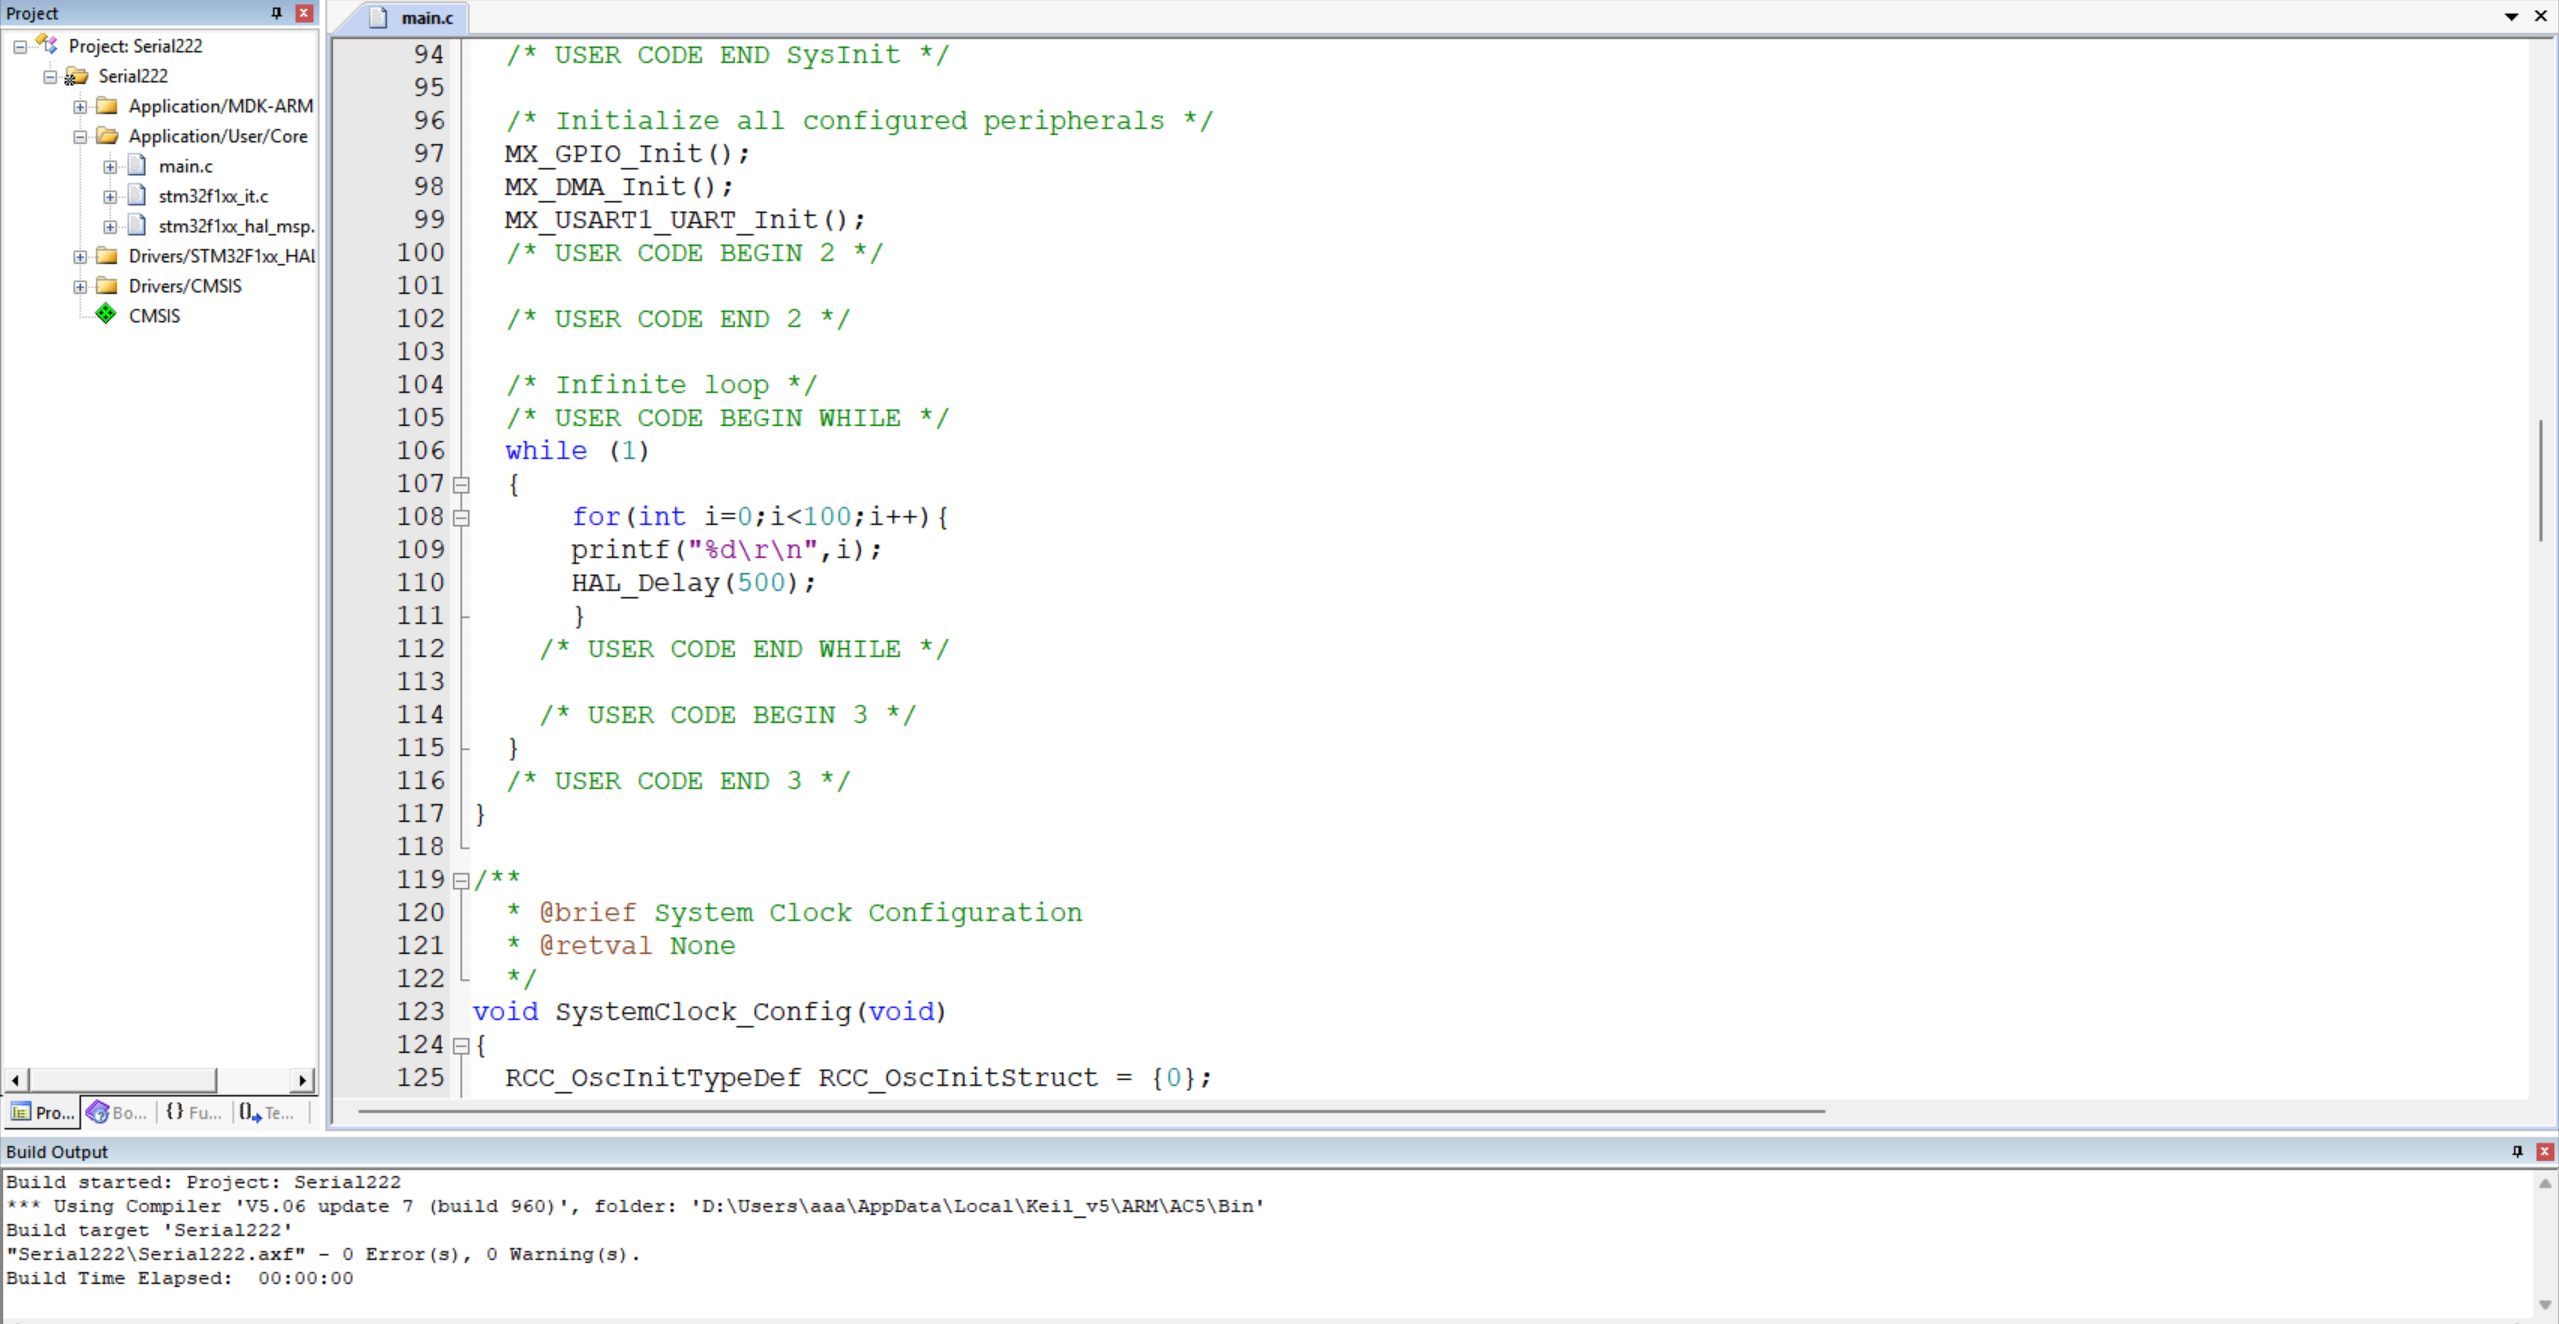 Project
Project: Serial222
Serial222
Application/MDK-ARM
Application/User/Core
main.c
stm32f1xx_it.c
stm32f1xx_hal_msp.
Drivers/STM32F1xx_HAL
Drivers/CMSIS
CMSIS
Pro... Bo... {} Fu... Te...
main.c
94 /* USER CODE END SysInit */
95
96 /* Initialize all configured peripherals */
97 MX_GPIO_Init();
98 MX_DMA_Init();
99 MX_USART1_UART_Init();
100 /* USER CODE BEGIN 2 */
101
102 /* USER CODE END 2 */
103
104 /* Infinite loop */
105 /* USER CODE BEGIN WHILE */
106 while (1)
107 {
108 for(int i=0;i<100;i++){
109 printf("%d\r\n",i);
110 HAL_Delay(500);
111 }
112 /* USER CODE END WHILE */
113
114 /* USER CODE BEGIN 3 */
115 }
116 /* USER CODE END 3 */
117 }
118
119 /**
120 * @brief System Clock Configuration
121 * @retval None
122 */
123 void SystemClock_Config(void)
124 {
125 RCC_OscInitTypeDef RCC_OscInitStruct = {0};
Build Output
Build started: Project: Serial222
*** Using Compiler 'V5.06 update 7 (build 960)', folder: 'D:\Users\aaa\AppData\Local\Keil_v5\ARM\AC5\Bin'
Build target 'Serial222'
"Serial222\Serial222.axf" - 0 Error(s), 0 Warning(s).
Build Time Elapsed:  00:00:00